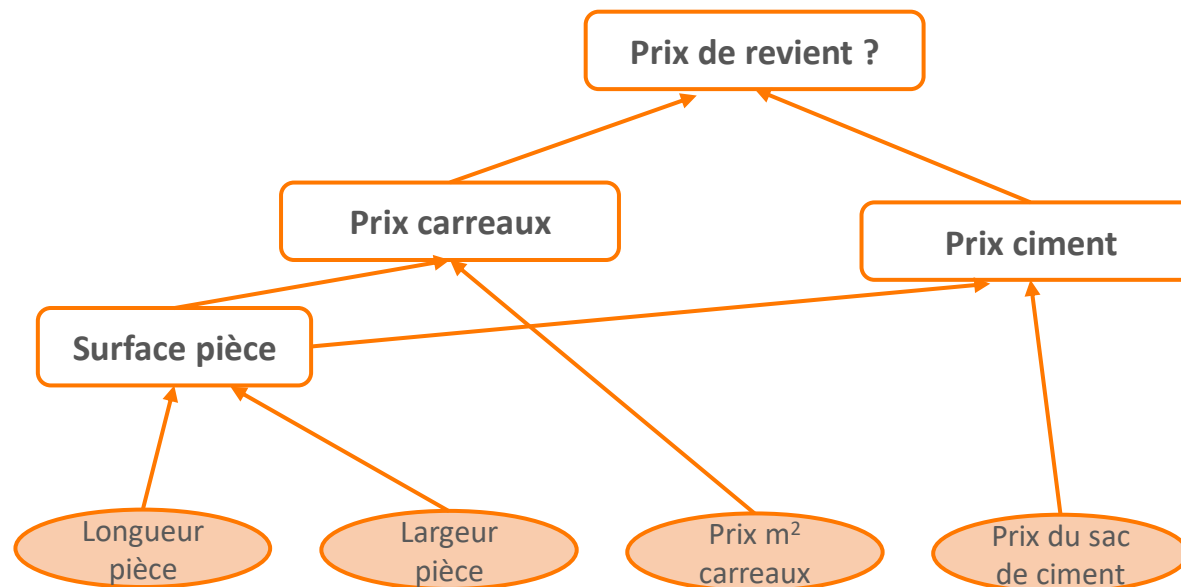 Prix de revient ?
Prix carreaux
Prix ciment
Surface pièce
Longueur
pièce
Largeur
pièce
Prix m²
carreaux
Prix du sac
de ciment